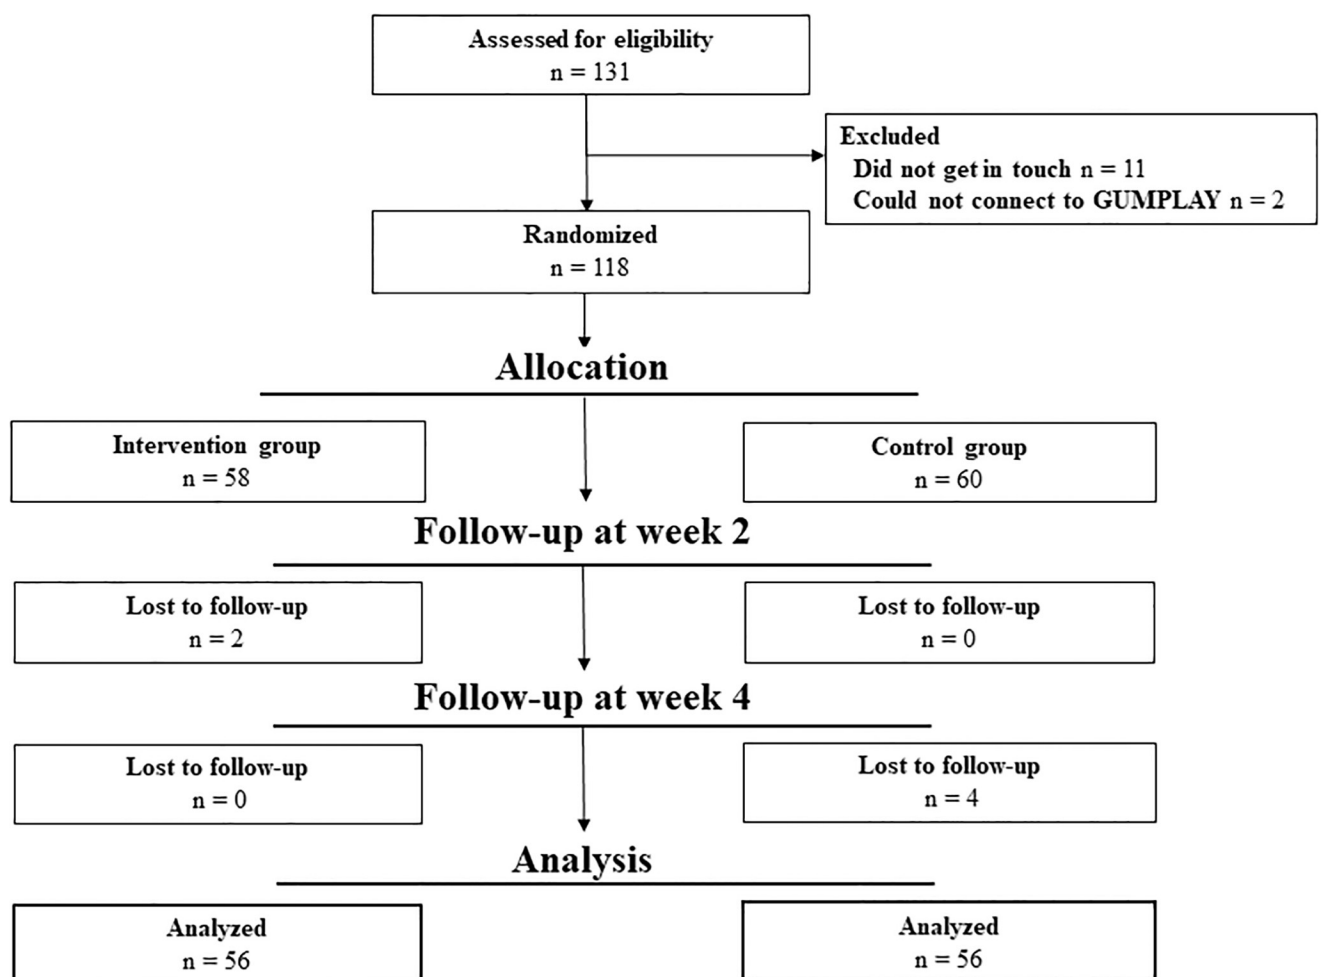 Assessed for eligibility
n = 131
Excluded
Did not get in touch n = 11
Could not connect to GUMPLAY n = 2
Randomized
n = 118
Allocation
Intervention group
n = 58
Control group
n = 60
Follow-up at week 2
Lost to follow-up
n = 2
Lost to follow-up
n = 0
Follow-up at week 4
Lost to follow-up
n = 0
Lost to follow-up
n = 4
Analysis
Analyzed
n = 56
Analyzed
n = 56